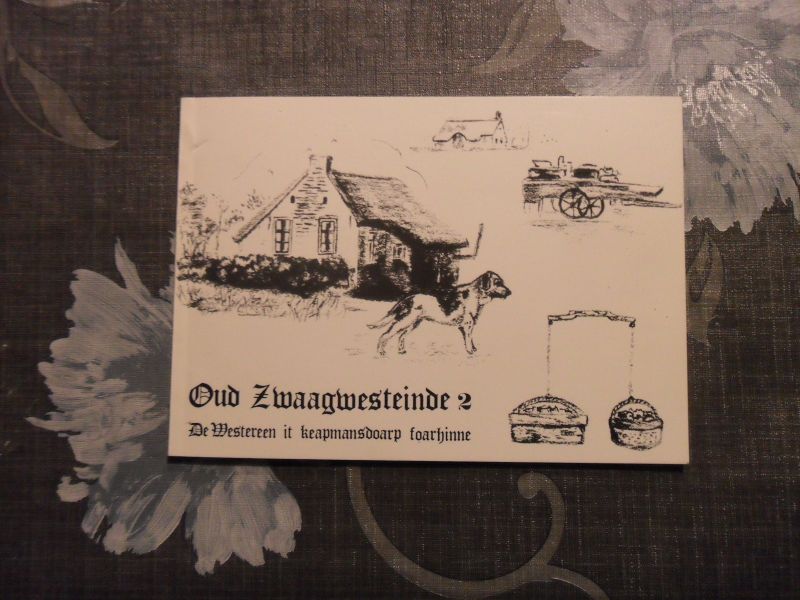 Oud Zwaagwesteinde 2
De Westereen it keapmansdoarp foarhinne